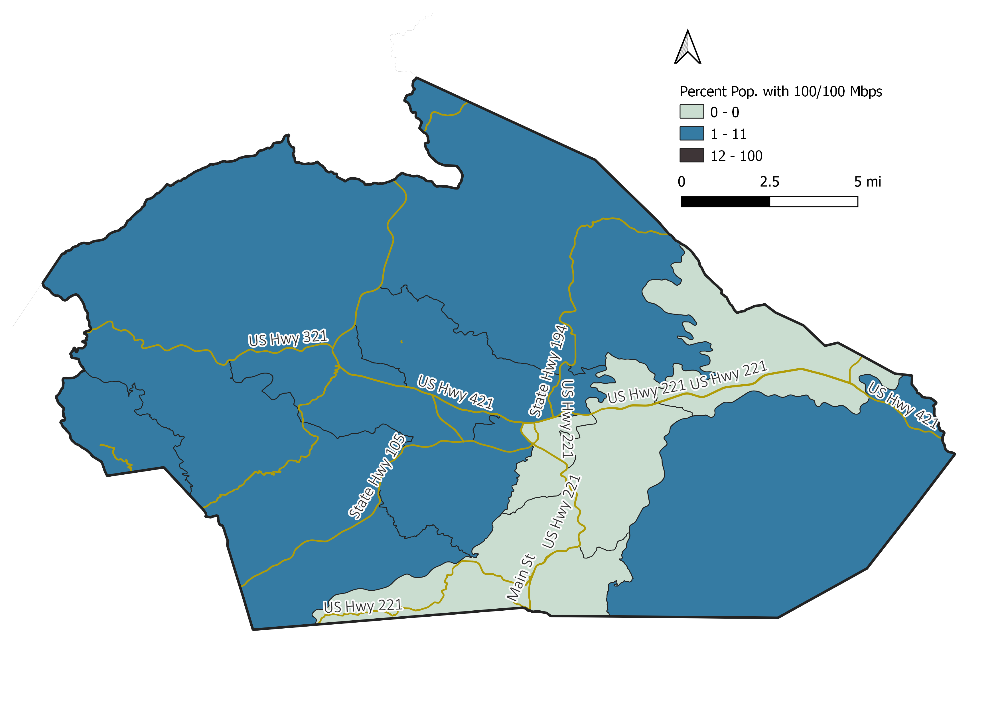 Percent Pop. with 100/100 Mbps
0 - 0
1 - 11
12 - 100
0 2.5 5 mi
US Hwy 321
State Hwy 194
US Hwy 421
US Hwy 221
US Hwy 221
US Hwy 221
US Hwy 421
State Hwy 105
US Hwy 221
Main St
US Hwy 221